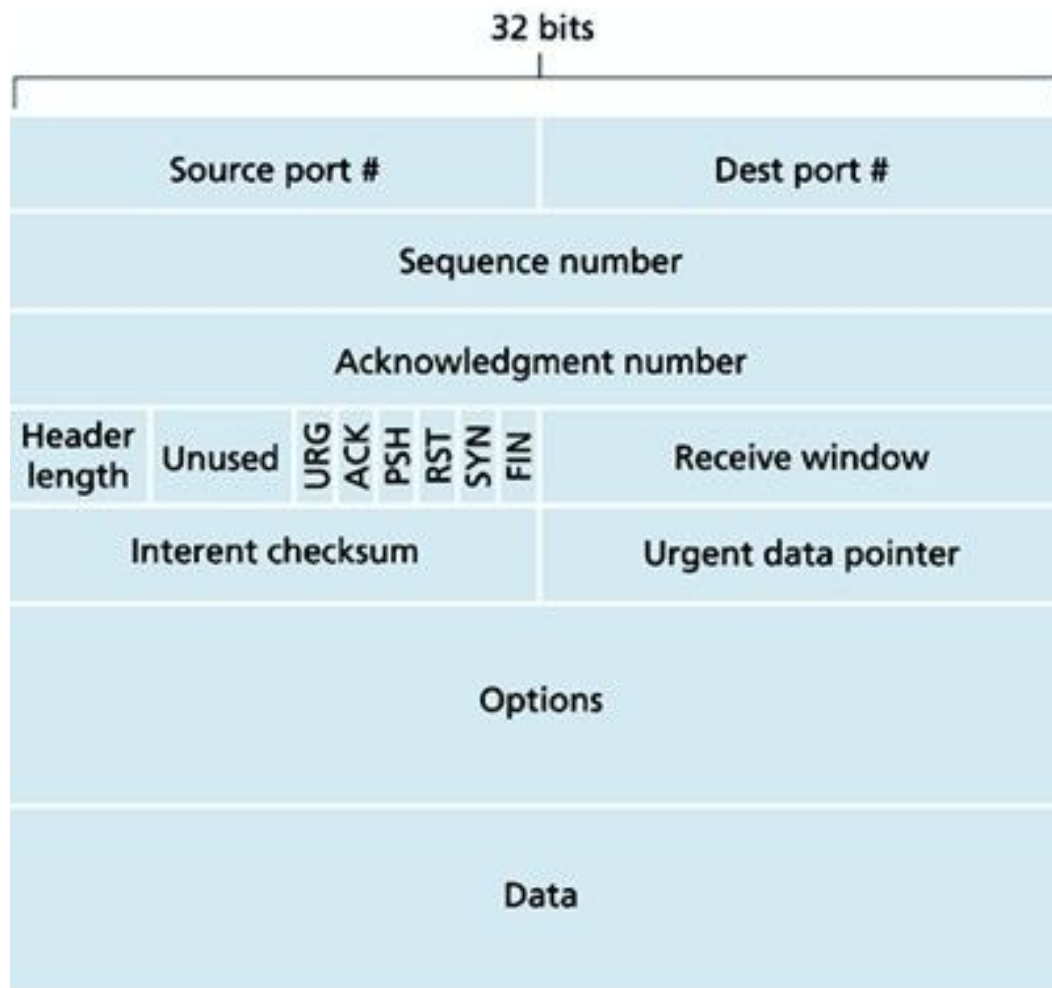 32 bits
Source port # Dest port #
Sequence number
Acknowledgment number
Header
length
Unused
URG
ACK
PSH
RST
SYN
FIN
Receive window
Interent checksum Urgent data pointer
Options
Data